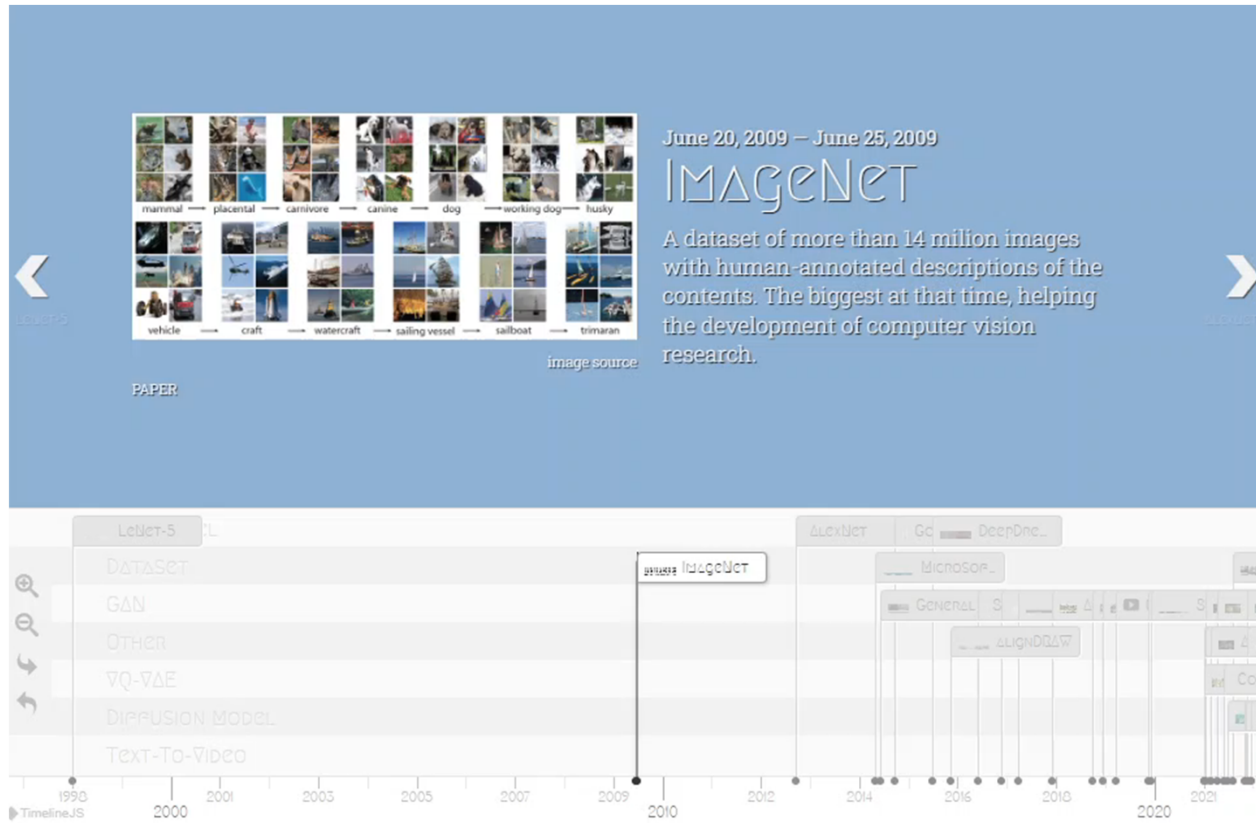 June 20, 2009 — June 25, 2009
ImageNet
A dataset of more than 14 milion images
with human-annotated descriptions of the
contents. The biggest at that time, helping
the development of computer vision
research.
mammal placental carnivore canine dog working dog husky
vehicle craft watercraft sailing vessel sailboat trimaran
image source
PAPER
LeNet-5
LeNet-5 AlexNet DeepDre...
Dataset ImageNet Microsof...
GAN General
Other alignDRAW
VQ-VAE Co
Diffusion Model
Text-To-Video
1998 2001 2003 2005 2007 2009 2012 2014 2016 2018 2021
2000 2010 2020
TimelineJS